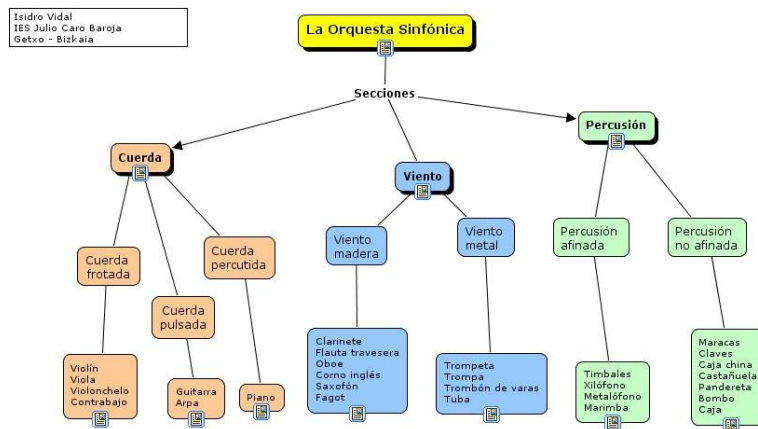 Isidro Vidal
IES Julio Caro Baroja
Getxo - Bizkaia
La Orquesta Sinfónica
Secciones
Cuerda
Viento
Percusión
Cuerda
frotada
Cuerda
pulsada
Cuerda
percutida
Viento
madera
Viento
metal
Percusión
afinada
Percusión
no afinada
Violín
Viola
Violonchelo
Contrabajo
Guitarra
Arpa
Piano
Clarinete
Flauta travesera
Oboe
Corno inglés
Saxofón
Fagot
Trompeta
Trompa
Trombón de varas
Tuba
Timbales
Xilófono
Metalófono
Marimba
Maracas
Claves
Caja china
Castañuela
Pandereta
Bombo
Caja